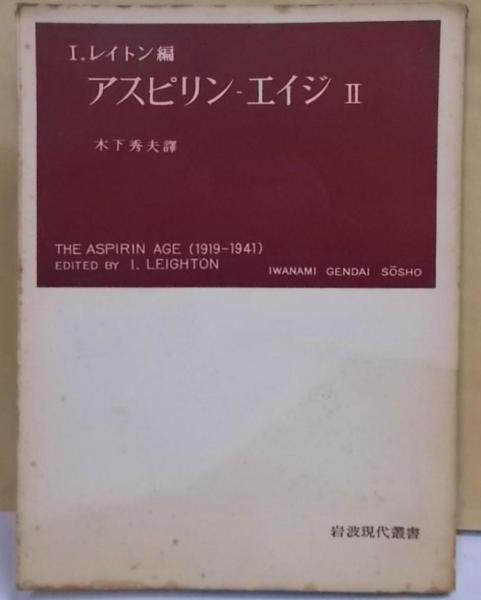 I. レイトン編
アスピリン-エイジ II
木下秀夫譯
THE ASPIRIN AGE (1919-1941)
EDITED BY I. LEIGHTON
IWANAMI GENDAI SŌSHO
岩波現代叢書